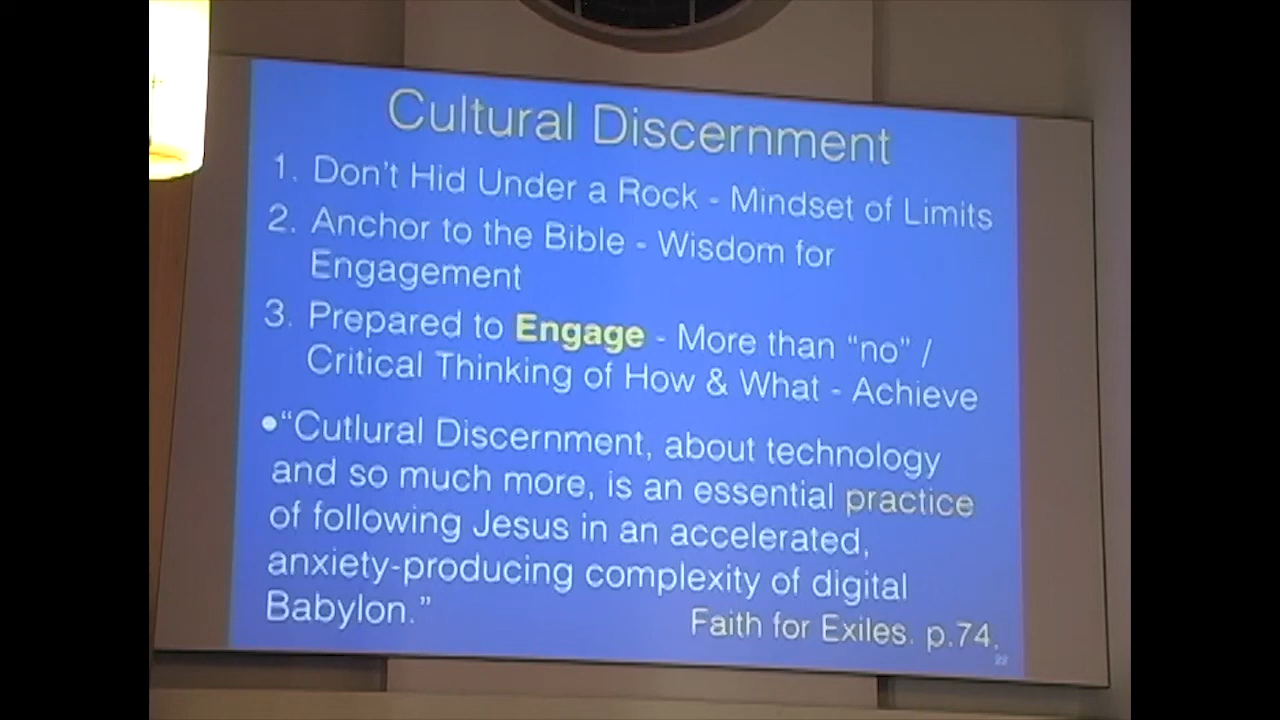 Cultural Discernment
1. Don't Hid Under a Rock - Mindset of Limits
2. Anchor to the Bible - Wisdom for
Engagement
3. Prepared to Engage - More than “no” /
Critical Thinking of How & What - Achieve
•“Cutlural Discernment, about technology
and so much more, is an essential practice
of following Jesus in an accelerated,
anxiety-producing complexity of digital
Babylon.”
Faith for Exiles. p.74.
22